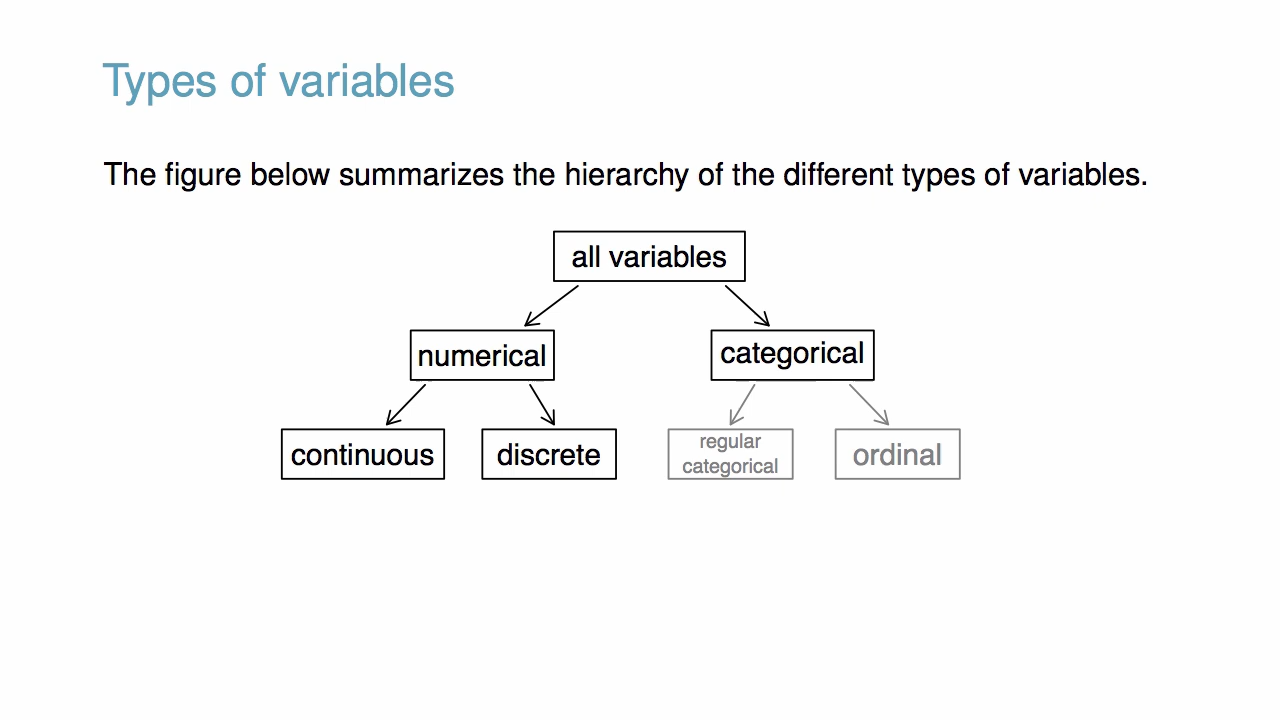 Types of variables
The figure below summarizes the hierarchy of the different types of variables.
all variables
numerical
categorical
continuous
discrete
regular
categorical
ordinal